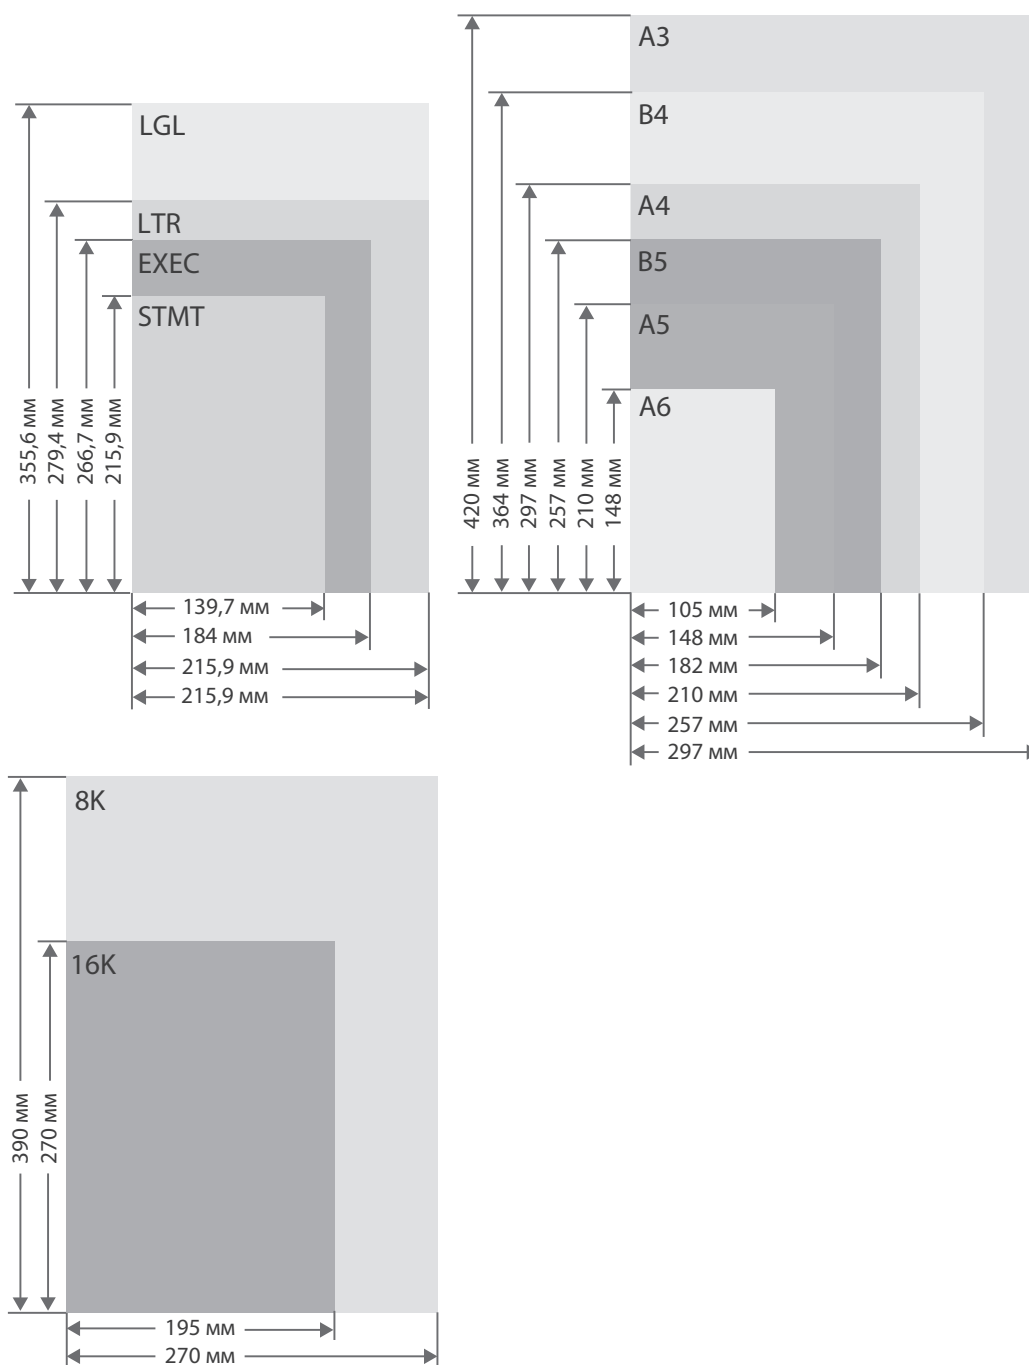 LGL
LTR
EXEC
STMT
355,6 мм
279,4 мм
266,7 мм
215,9 мм
139,7 мм
184 мм
215,9 мм
215,9 мм
A3
B4
A4
B5
A5
A6
420 мм
364 мм
297 мм
257 мм
210 мм
148 мм
105 мм
148 мм
182 мм
210 мм
257 мм
297 мм
8K
16K
390 мм
270 мм
195 мм
270 мм